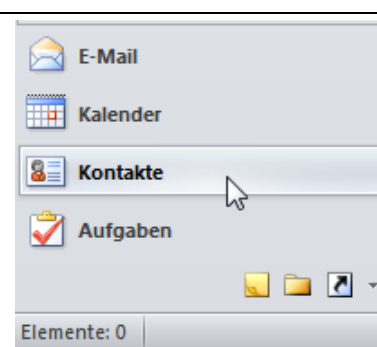 E-Mail
Kalender
Kontakte
Aufgaben
Elemente: 0